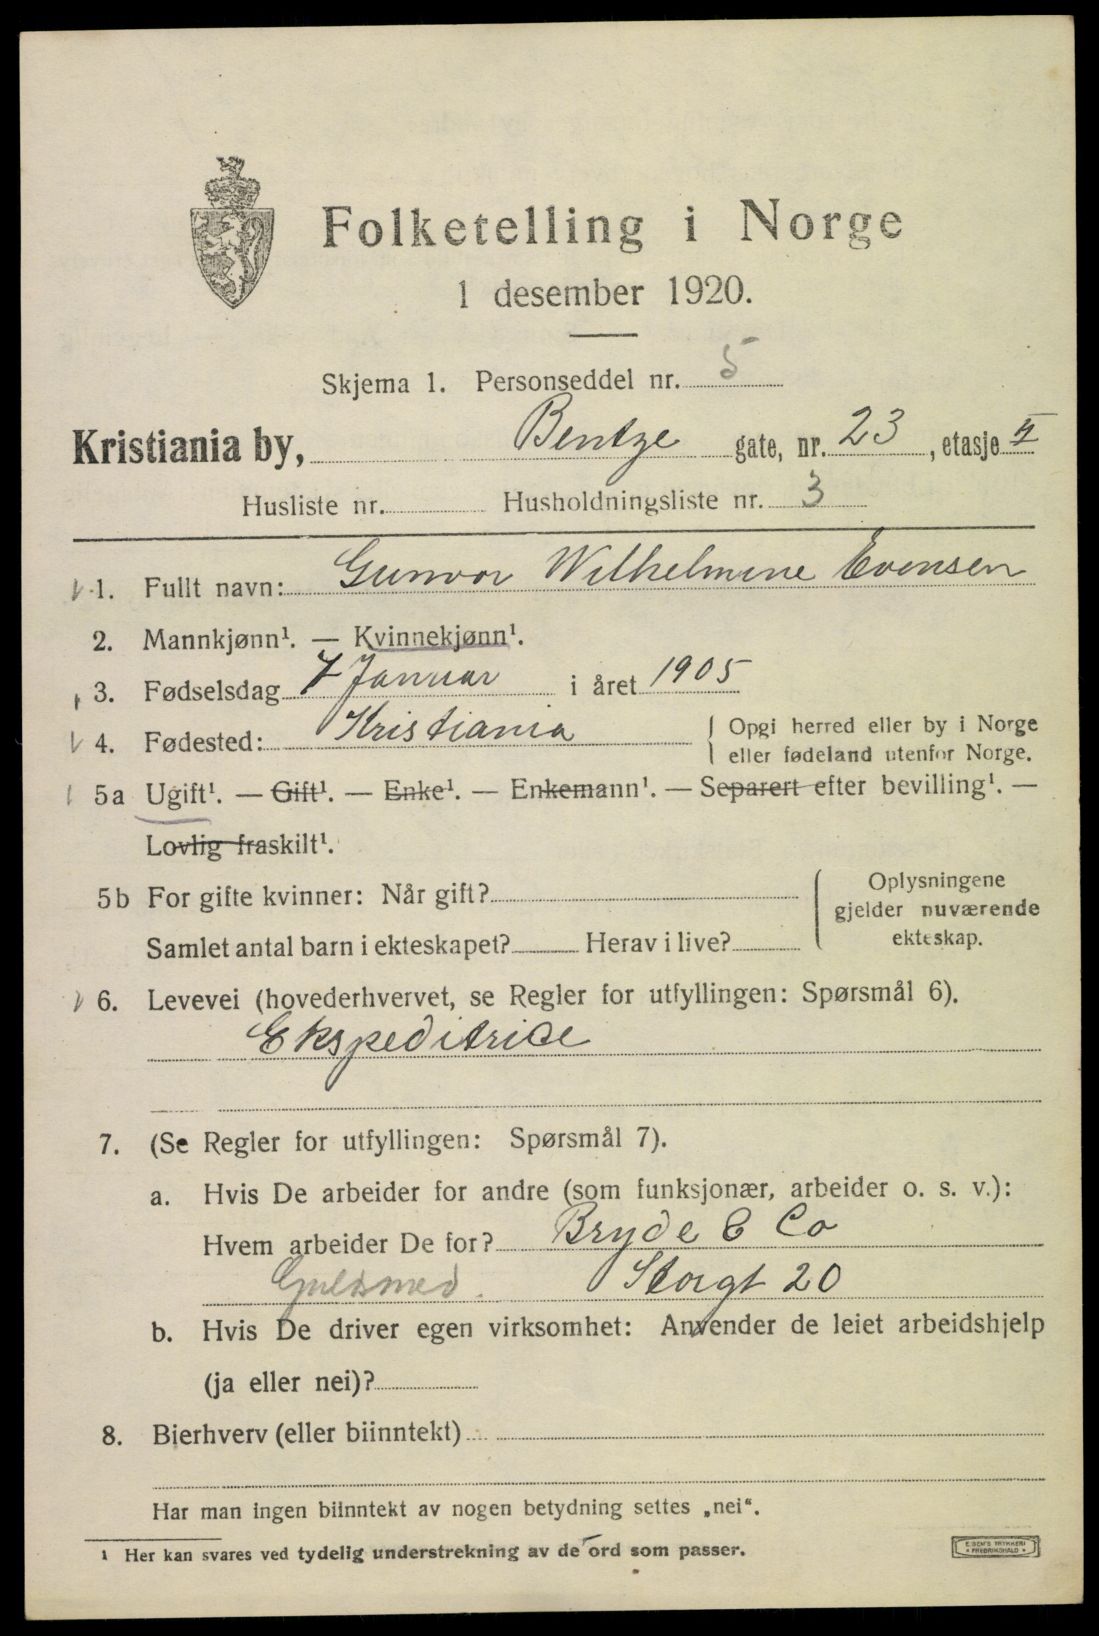 Folketelling i Norge
1 desember 1920.
Skjema 1. Personseddel nr. 5
Kristiania by, Bentze gate, nr. 23, etasje II
Husliste nr. Husholdningsliste nr. 3
1. Fullt navn: Gunvor Wilhelmine Evensen
2. Mannkjønn¹. — Kvinnekjønn¹.
3. Fødselsdag 7 Januar i året 1905
4. Fødested: Kristiania
Opgi herred eller by i Norge
eller fødeland utenfor Norge.
5a Ugift¹. — Gift¹. — Enke¹. — Enkemann¹. — Separert efter bevilling¹. —
Lovlig fraskilt¹.
5b For gifte kvinner: Når gift?
Samlet antal barn i ekteskapet? Herav i live?
Oplysningene
gjelder nuværende
ekteskap.
6. Levevei (hovederhvervet, se Regler for utfyllingen: Spørsmål 6).
Ekspeditrice
7. (Se Regler for utfyllingen: Spørsmål 7).
a. Hvis De arbeider for andre (som funksjonær, arbeider o. s. v.):
Hvem arbeider De for? Bryde & Co
Guldsmed. Storgt 20
b. Hvis De driver egen virksomhet: Anvender de leiet arbeidshjelp
(ja eller nei)?
8. Bierhverv (eller biinntekt)
Har man ingen biinntekt av nogen betydning settes „nei“.
¹ Her kan svares ved tydelig understrekning av de ord som passer.
E. SEM'S TRYKKERI
• FREDRIKSHALD •